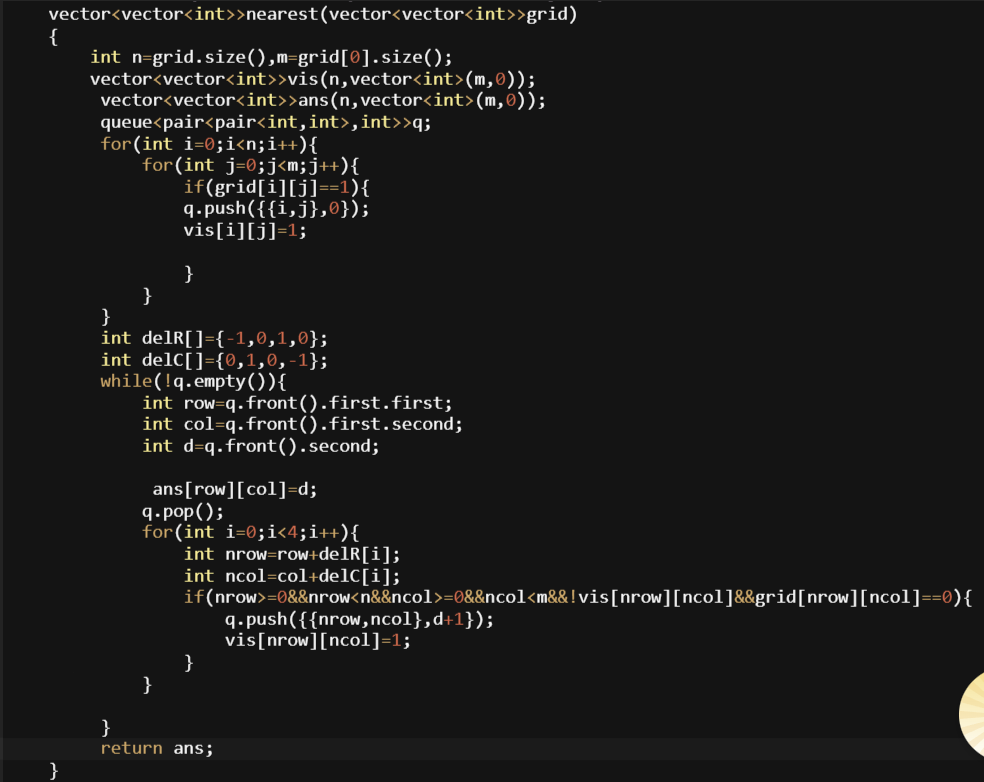 vector<vector<int>>nearest(vector<vector<int>>grid)
{
int n=grid.size(),m=grid[0].size();
vector<vector<int>>vis(n,vector<int>(m,0));
vector<vector<int>>ans(n,vector<int>(m,0));
queue<pair<pair<int,int>,int>>q;
for(int i=0;i<n;i++){
for(int j=0;j<m;j++){
if(grid[i][j]==1){
q.push({{i,j},0});
vis[i][j]=1;
}
}
}
int delR[]={-1,0,1,0};
int delC[]={0,1,0,-1};
while(!q.empty()){
int row=q.front().first.first;
int col=q.front().first.second;
int d=q.front().second;
ans[row][col]=d;
q.pop();
for(int i=0;i<4;i++){
int nrow=row+delR[i];
int ncol=col+delC[i];
if(nrow>=0&&nrow<n&&ncol>=0&&ncol<m&&!vis[nrow][ncol]&&grid[nrow][ncol]==0){
q.push({{nrow,ncol},d+1});
vis[nrow][ncol]=1;
}
}
}
return ans;
}